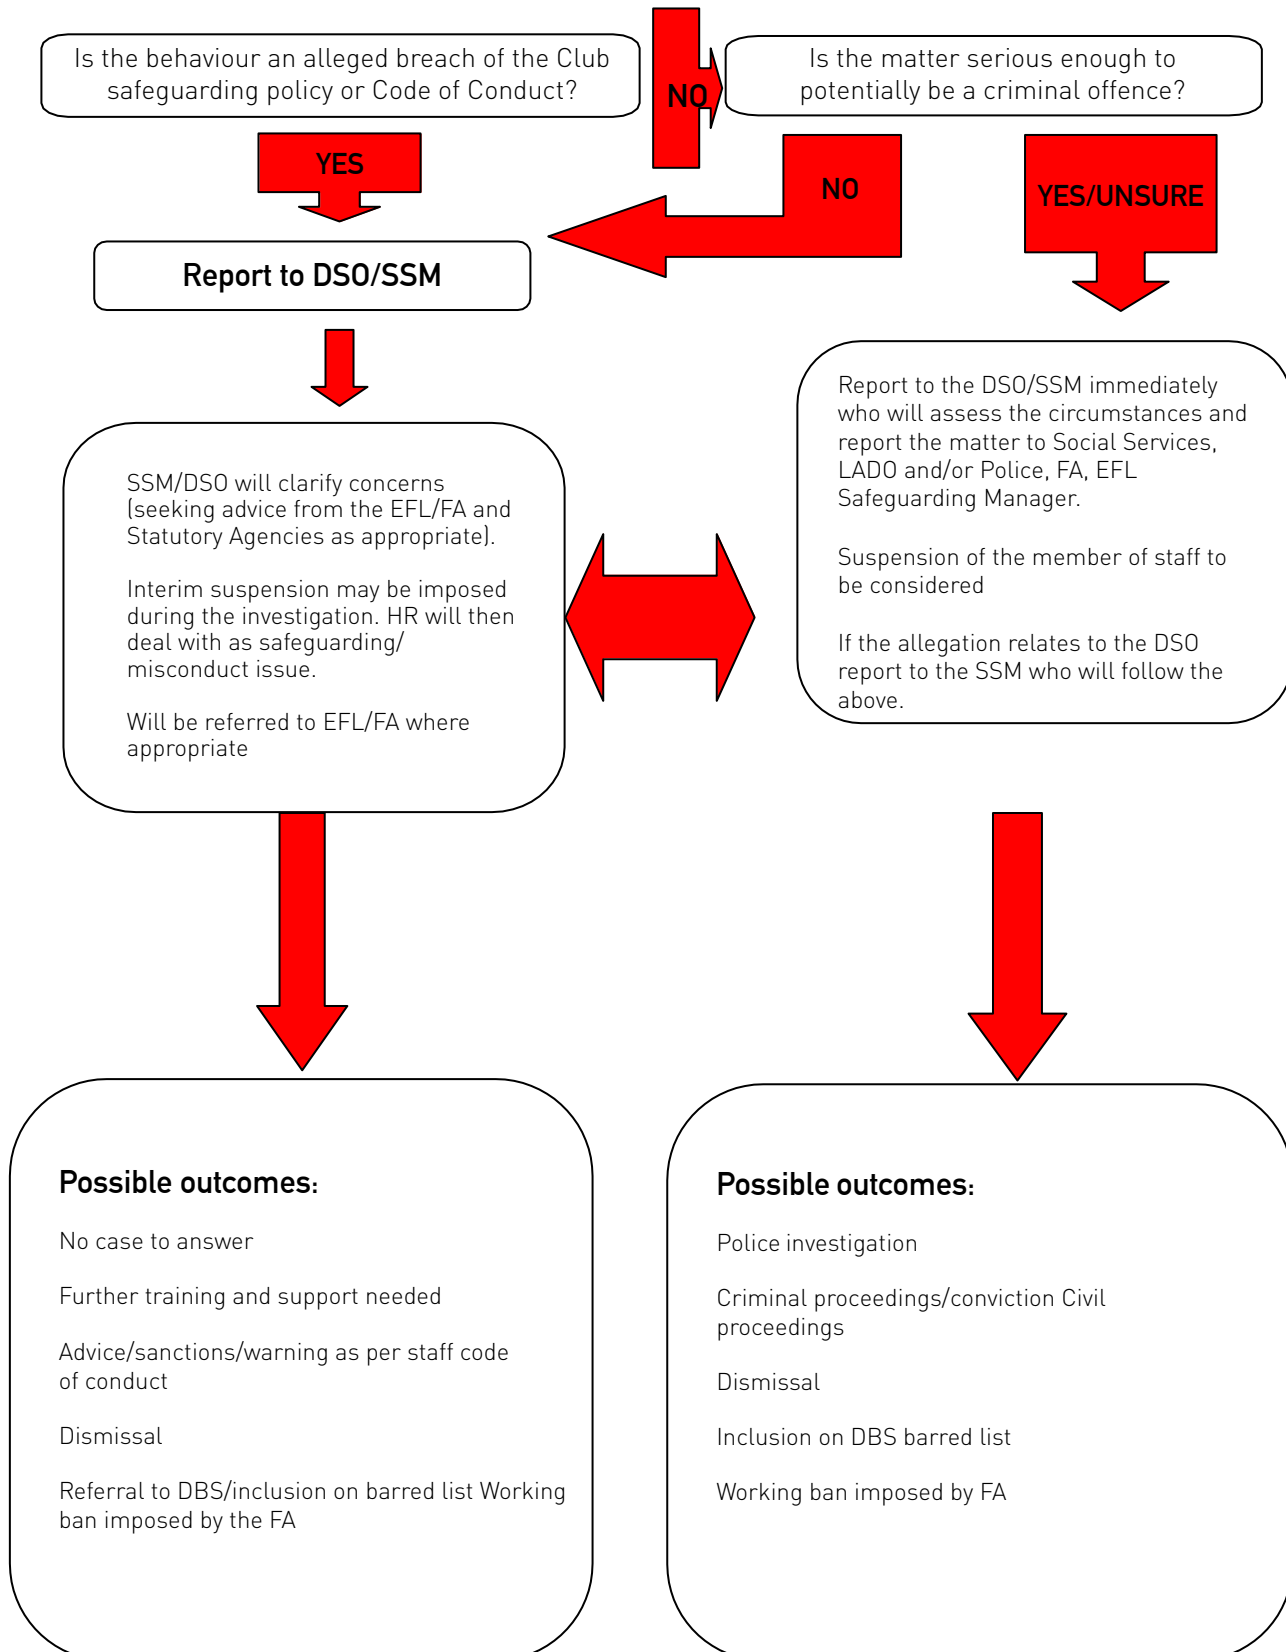 Is the behaviour an alleged breach of the Club
safeguarding policy or Code of Conduct?
NO
Is the matter serious enough to
potentially be a criminal offence?
YES
NO
YES/UNSURE
Report to DSO/SSM
SSM/DSO will clarify concerns
(seeking advice from the EFL/FA and
Statutory Agencies as appropriate).
Interim suspension may be imposed
during the investigation. HR will then
deal with as safeguarding/
misconduct issue.
Will be referred to EFL/FA where
appropriate
Report to the DSO/SSM immediately
who will assess the circumstances and
report the matter to Social Services,
LADO and/or Police, FA, EFL
Safeguarding Manager.
Suspension of the member of staff to
be considered
If the allegation relates to the DSO
report to the SSM who will follow the
above.
Possible outcomes:
No case to answer
Further training and support needed
Advice/sanctions/warning as per staff code
of conduct
Dismissal
Referral to DBS/inclusion on barred list Working
ban imposed by the FA
Possible outcomes:
Police investigation
Criminal proceedings/conviction Civil
proceedings
Dismissal
Inclusion on DBS barred list
Working ban imposed by FA